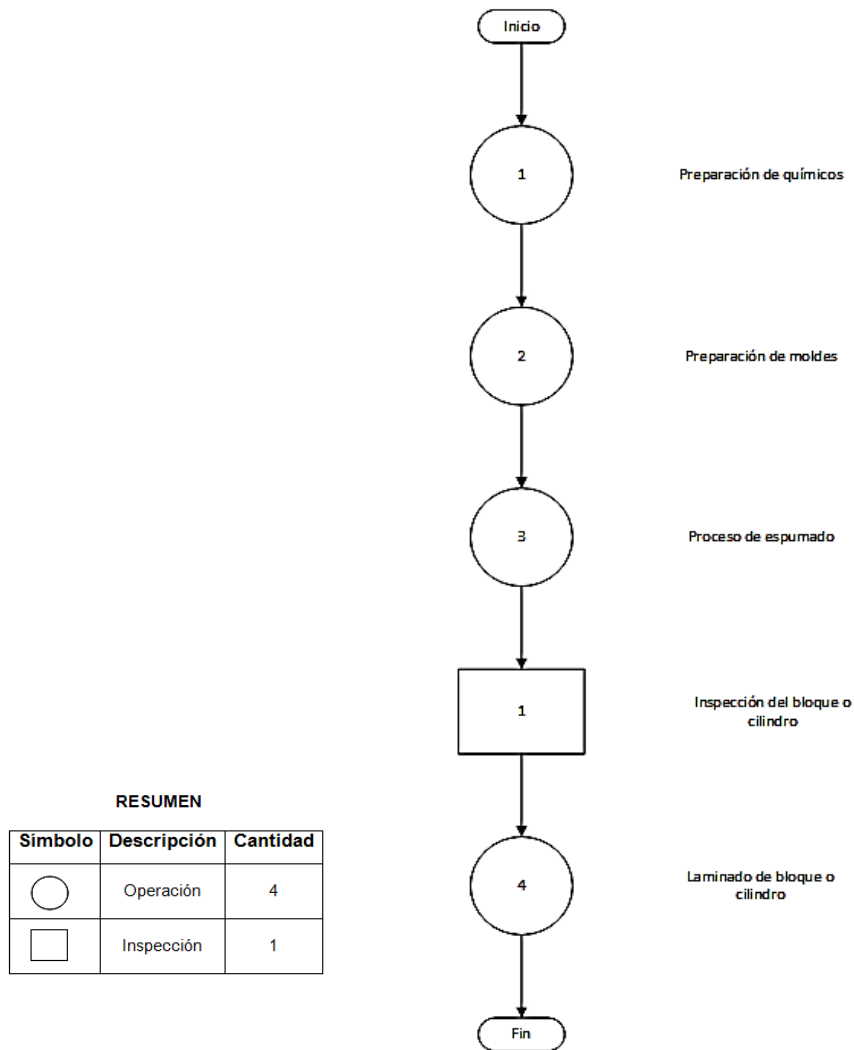 Inicio
1
Preparación de químicos
2
Preparación de moldes
3
Proceso de espumado
1
Inspección del bloque o
cilindro
RESUMEN
Símbolo Descripción Cantidad
Operación 4
Inspección 1
4
Laminado de bloque o
cilindro
Fin